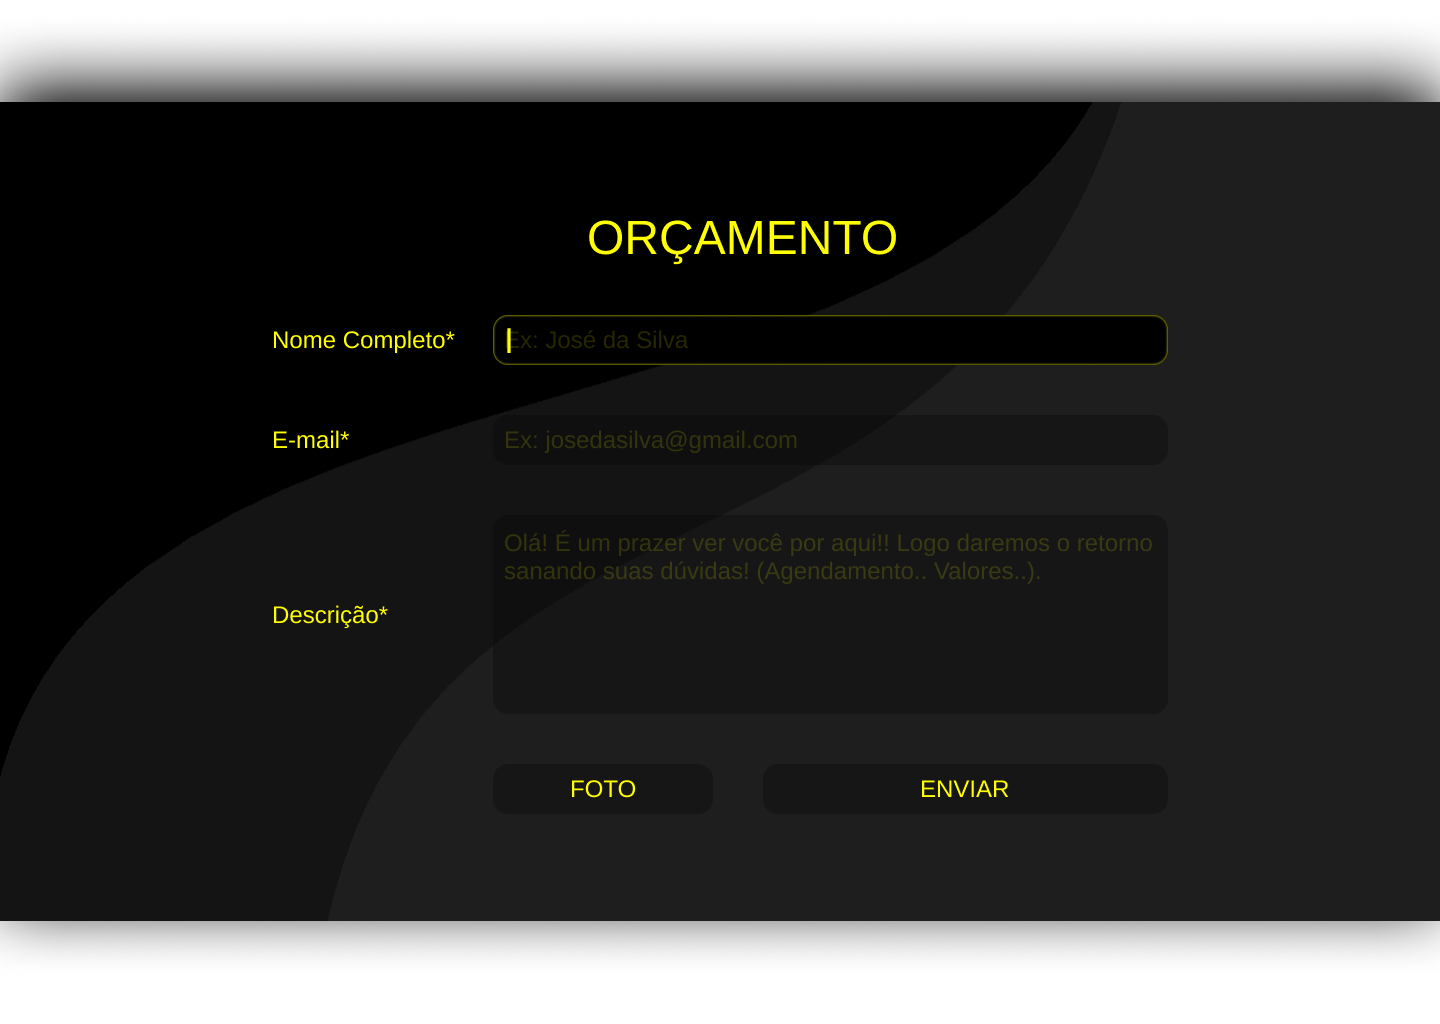 ORÇAMENTO
Nome Completo*
Ex: José da Silva
E-mail*
Ex: josedasilva@gmail.com
Olá! É um prazer ver você por aqui!! Logo daremos o retorno
sanando suas dúvidas! (Agendamento.. Valores..).
Descrição*
FOTO
ENVIAR